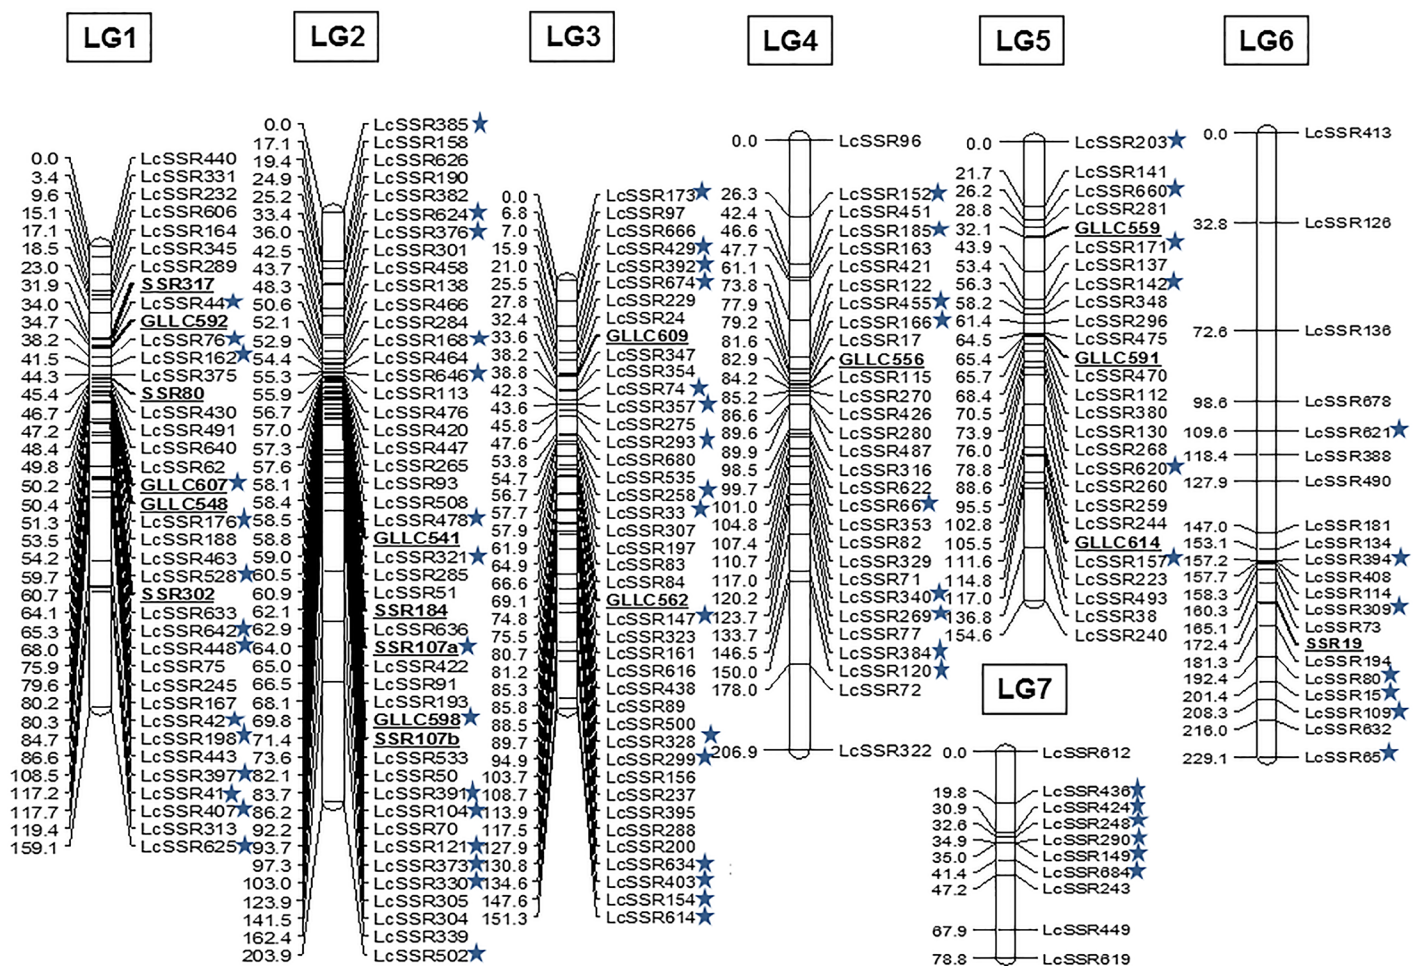 LG1
0.0 LcSSR440
3.4 LcSSR331
9.6 LcSSR232
15.1 LcSSR606
17.1 LcSSR164
18.5 LcSSR345
23.0 LcSSR289
31.9 SSR317
34.0 LcSSR44
34.7 GLLC592
38.2 LcSSR76
41.5 LcSSR162
44.3 LcSSR375
45.4 SSR80
46.7 LcSSR430
47.2 LcSSR491
48.4 LcSSR640
49.8 LcSSR62
50.2 GLLC607
50.4 GLLC548
51.3 LcSSR176
53.5 LcSSR188
54.2 LcSSR463
59.7 LcSSR528
60.7 SSR302
64.1 LcSSR633
65.3 LcSSR642
68.0 LcSSR448
75.9 LcSSR75
79.6 LcSSR245
80.2 LcSSR167
80.3 LcSSR42
84.7 LcSSR198
86.6 LcSSR443
108.5 LcSSR397
117.2 LcSSR41
117.7 LcSSR407
119.4 LcSSR313
159.1 LcSSR625
LG2
0.0 LcSSR385
17.1 LcSSR158
19.4 LcSSR626
24.9 LcSSR190
25.2 LcSSR382
33.4 LcSSR624
36.0 LcSSR376
42.5 LcSSR301
43.7 LcSSR458
48.3 LcSSR138
50.6 LcSSR466
52.1 LcSSR284
52.9 LcSSR168
54.4 LcSSR464
55.3 LcSSR646
55.9 LcSSR113
56.7 LcSSR476
57.0 LcSSR420
57.3 LcSSR447
57.6 LcSSR265
58.1 LcSSR93
58.4 LcSSR508
58.5 LcSSR478
58.8 GLLC541
59.0 LcSSR321
60.5 LcSSR285
60.9 LcSSR51
62.1 SSR184
62.9 LcSSR636
64.0 SSR107a
65.0 LcSSR422
66.5 LcSSR91
68.1 LcSSR193
69.8 GLLC598
71.4 SSR107b
73.6 LcSSR533
82.1 LcSSR50
83.7 LcSSR391
86.2 LcSSR104
92.2 LcSSR70
93.7 LcSSR121
97.3 LcSSR373
103.0 LcSSR330
123.9 LcSSR305
141.5 LcSSR304
162.4 LcSSR339
203.9 LcSSR502
LG3
0.0 LcSSR173
6.8 LcSSR97
7.0 LcSSR666
15.9 LcSSR429
21.0 LcSSR392
25.5 LcSSR674
27.8 LcSSR229
32.4 LcSSR24
33.6 GLLC609
38.2 LcSSR347
38.8 LcSSR354
42.3 LcSSR74
43.6 LcSSR357
45.8 LcSSR275
47.6 LcSSR293
53.8 LcSSR680
54.7 LcSSR535
56.7 LcSSR258
57.7 LcSSR33
57.9 LcSSR307
61.9 LcSSR197
64.9 LcSSR83
66.6 LcSSR84
69.1 GLLC562
74.8 LcSSR147
75.5 LcSSR323
80.7 LcSSR161
81.2 LcSSR616
85.3 LcSSR438
85.8 LcSSR89
88.5 LcSSR500
89.7 LcSSR328
94.9 LcSSR299
103.7 LcSSR156
108.7 LcSSR237
113.9 LcSSR395
117.5 LcSSR288
127.9 LcSSR200
130.8 LcSSR634
134.6 LcSSR403
147.6 LcSSR154
151.3 LcSSR614
LG4
0.0 LcSSR96
26.3 LcSSR152
42.4 LcSSR451
46.6 LcSSR185
47.7 LcSSR163
61.1 LcSSR421
73.8 LcSSR122
77.9 LcSSR455
79.2 LcSSR166
81.6 LcSSR17
82.9 GLLC556
84.2 LcSSR115
85.2 LcSSR270
86.6 LcSSR426
89.6 LcSSR280
89.9 LcSSR487
98.5 LcSSR316
99.7 LcSSR622
101.0 LcSSR66
104.8 LcSSR353
107.4 LcSSR82
110.7 LcSSR329
117.0 LcSSR71
120.2 LcSSR340
123.7 LcSSR269
133.7 LcSSR77
146.5 LcSSR384
150.0 LcSSR120
178.0 LcSSR72
206.9 LcSSR322
LG5
0.0 LcSSR203
21.7 LcSSR141
26.2 LcSSR660
28.8 LcSSR281
32.1 GLLC559
43.9 LcSSR171
53.4 LcSSR137
56.3 LcSSR142
58.2 LcSSR348
61.4 LcSSR296
64.5 LcSSR475
65.4 GLLC591
65.7 LcSSR470
68.4 LcSSR112
70.5 LcSSR380
73.9 LcSSR130
76.0 LcSSR268
78.8 LcSSR620
88.6 LcSSR260
95.5 LcSSR259
102.8 LcSSR244
105.5 GLLC614
111.6 LcSSR157
114.8 LcSSR223
117.0 LcSSR493
136.8 LcSSR38
154.6 LcSSR240
LG6
0.0 LcSSR413
32.8 LcSSR126
72.6 LcSSR136
98.6 LcSSR678
109.6 LcSSR621
118.4 LcSSR388
127.9 LcSSR490
147.0 LcSSR181
153.1 LcSSR134
157.2 LcSSR394
157.7 LcSSR408
158.3 LcSSR114
160.3 LcSSR309
165.1 LcSSR73
172.4 SSR19
181.3 LcSSR194
192.4 LcSSR80
201.4 LcSSR15
208.3 LcSSR109
216.0 LcSSR632
229.1 LcSSR65
LG7
0.0 LcSSR612
19.8 LcSSR436
30.9 LcSSR424
32.6 LcSSR248
34.9 LcSSR290
35.0 LcSSR149
41.4 LcSSR684
47.2 LcSSR243
67.9 LcSSR449
78.8 LcSSR619